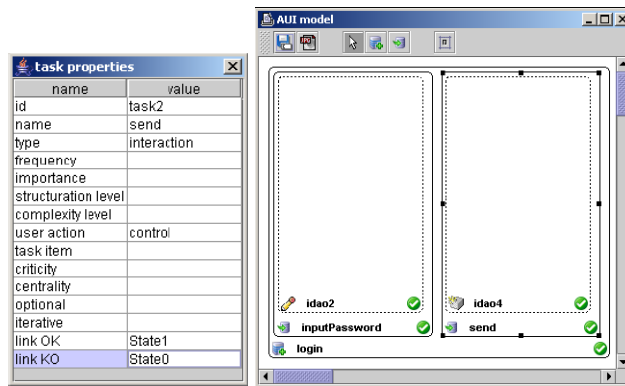 task properties
name value
id task2
name send
type interaction
frequency
importance
structuration level
complexity level
user action control
task item
criticity
centrality
optional
iterative
link OK State1
link KO State0
AUI model
idao2
idao4
inputPassword
send
login